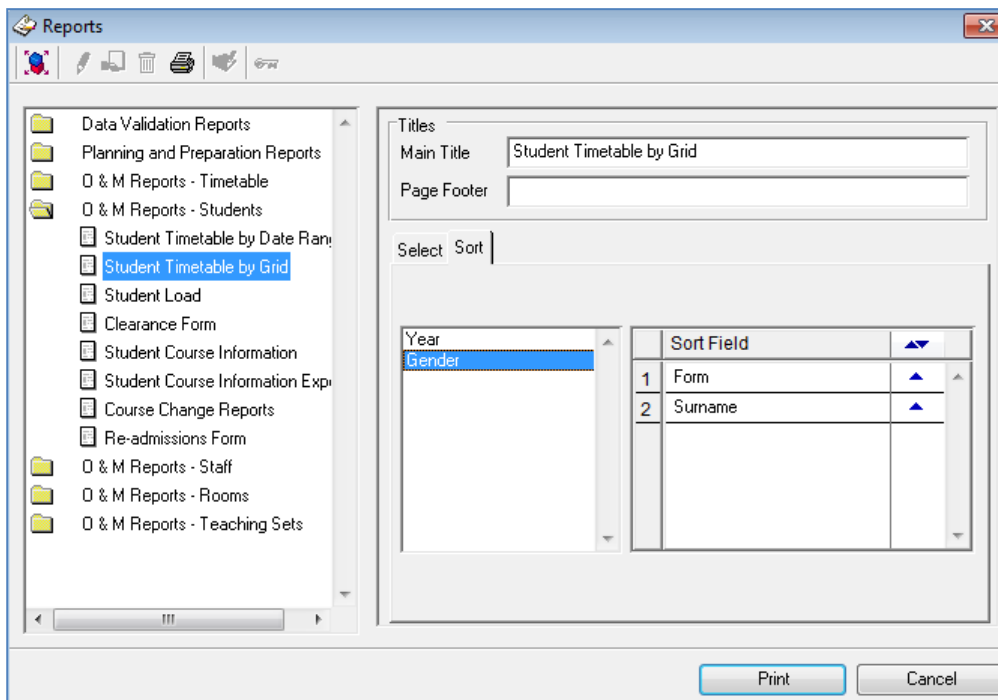 Reports
Data Validation Reports
Planning and Preparation Reports
O & M Reports - Timetable
O & M Reports - Students
Student Timetable by Date Rang
Student Timetable by Grid
Student Load
Clearance Form
Student Course Information
Student Course Information Expo
Course Change Reports
Re-admissions Form
O & M Reports - Staff
O & M Reports - Rooms
O & M Reports - Teaching Sets
Titles
Main Title Student Timetable by Grid
Page Footer
Select Sort
Year
Gender
Sort Field
1 Form
2 Surname
Print Cancel